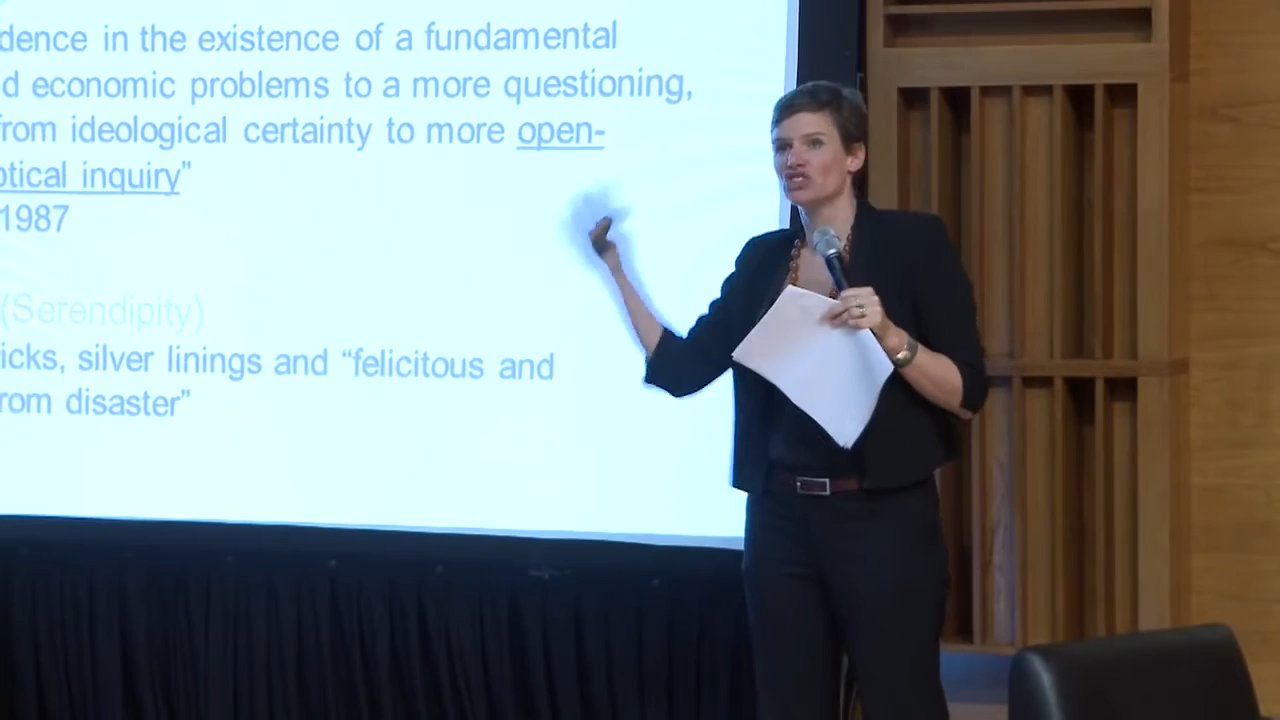 dence in the existence of a fundamental
d economic problems to a more questioning,
from ideological certainty to more open-
ptical inquiry”
1987
(Serendipity)
icks, silver linings and “felicitous and
rom disaster”